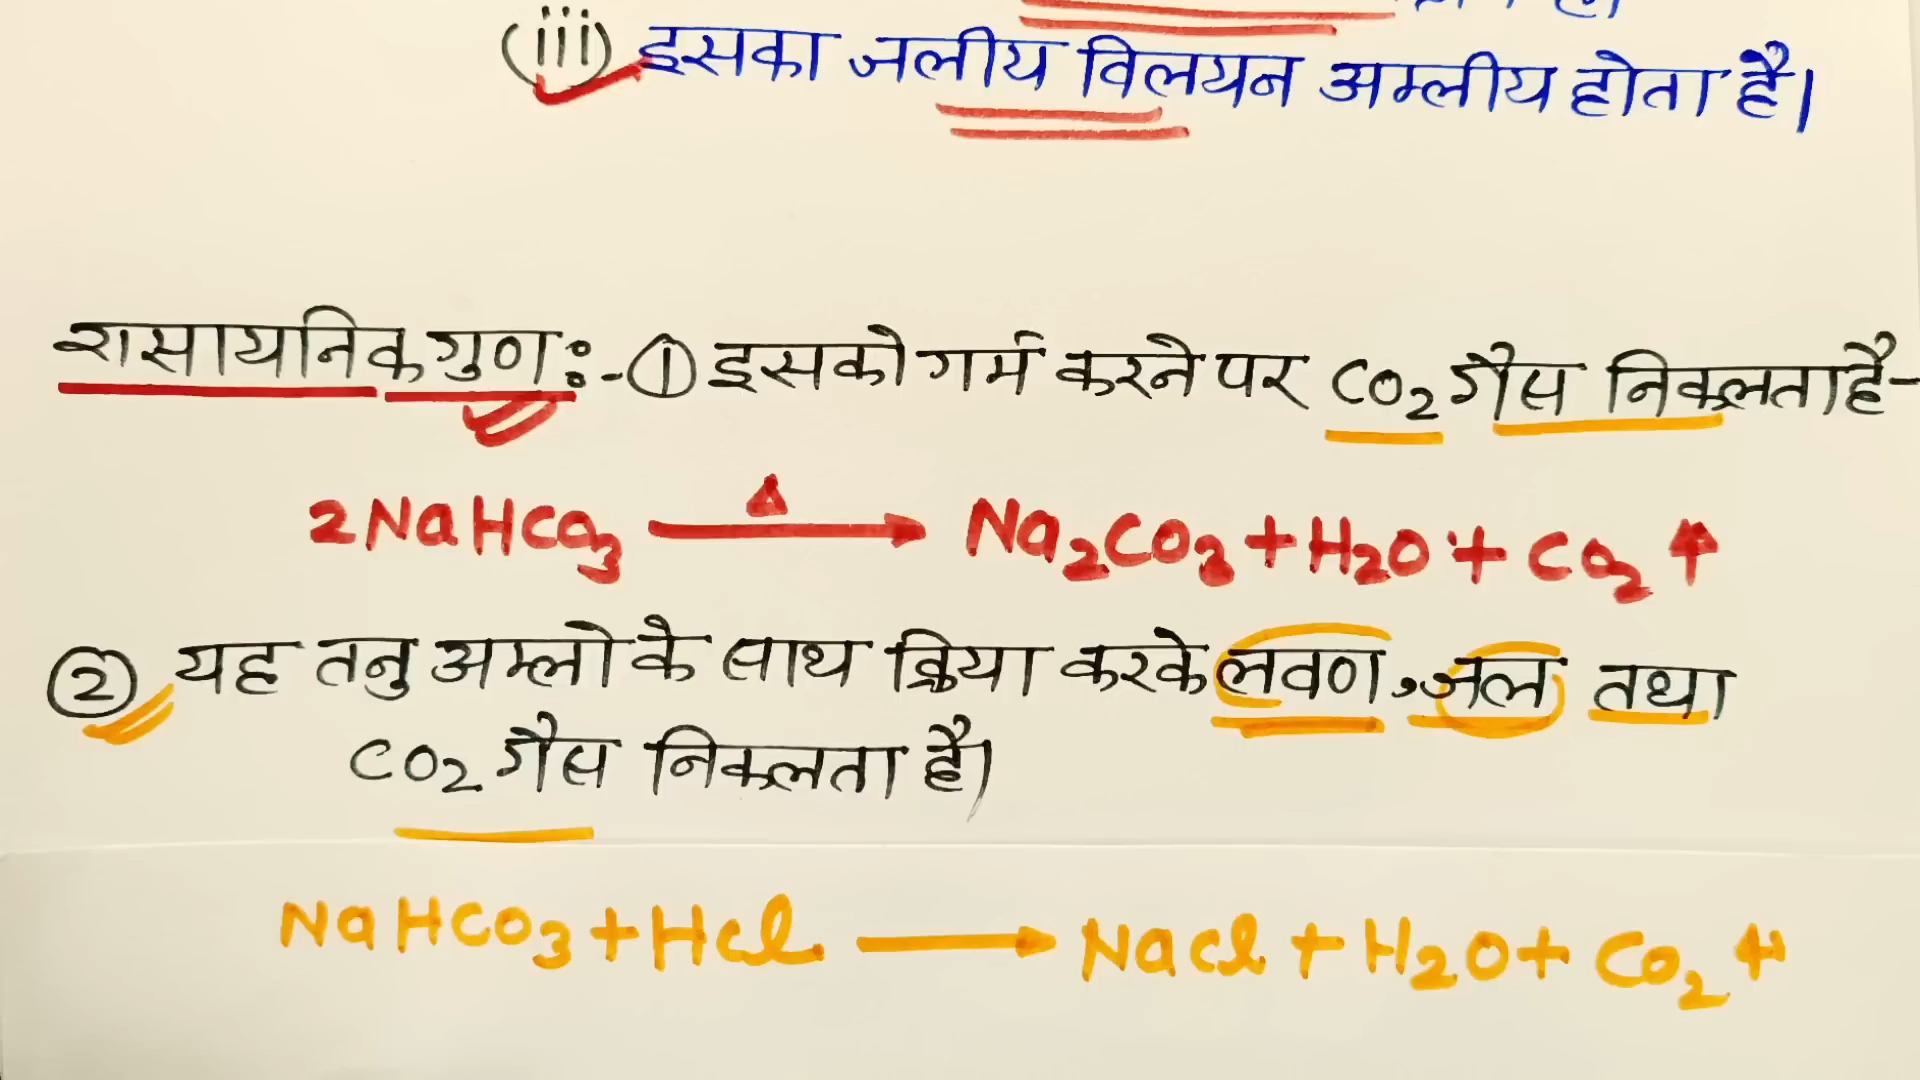 (iii) इसका जलीय विलयन अम्लीय होता है।
रासायनिक गुण:- ① इसको गर्म करने पर CO₂ गैस निकलता है-
2NaHCO₃ —Δ→ Na₂CO₃ + H₂O + CO₂ ↑
② यह तनु अम्लो के साथ क्रिया करके लवण, जल तथा
CO₂ गैस निकलता है।
NaHCO₃ + HCl → NaCl + H₂O + CO₂ ↑